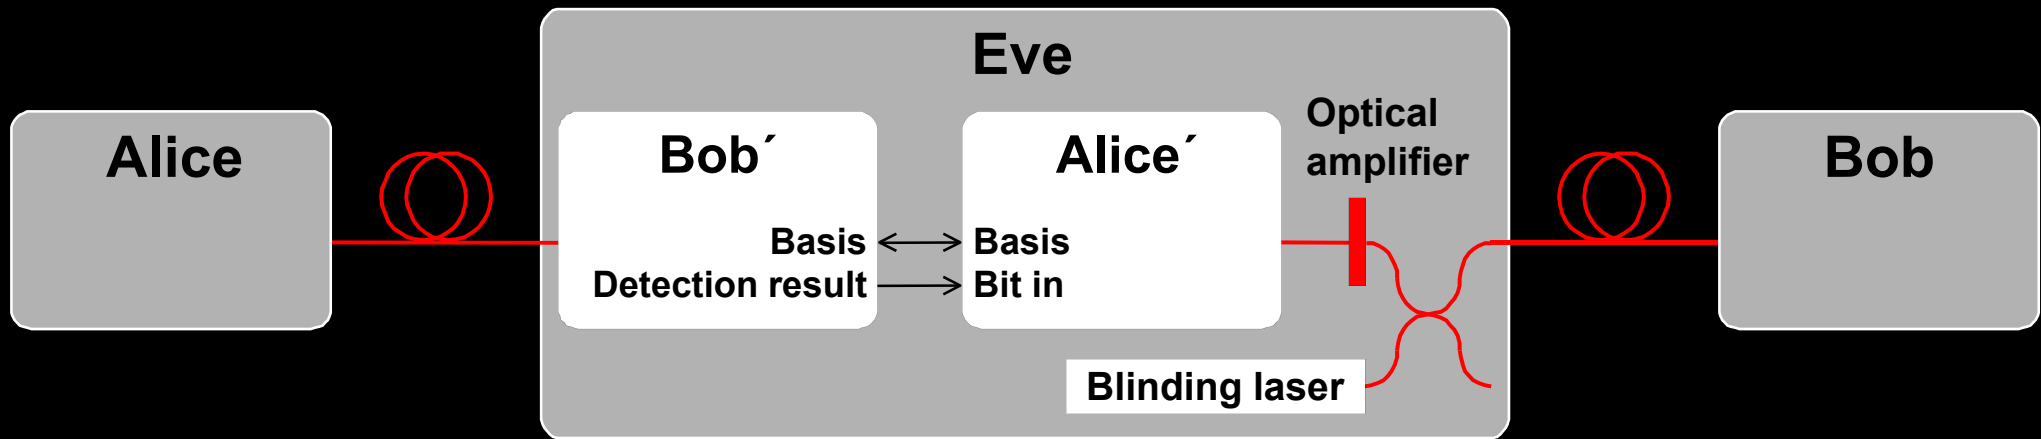 Eve
Alice
Bob´
Alice´
Optical
amplifier
Bob
Basis
Basis
Detection result
Bit in
Blinding laser